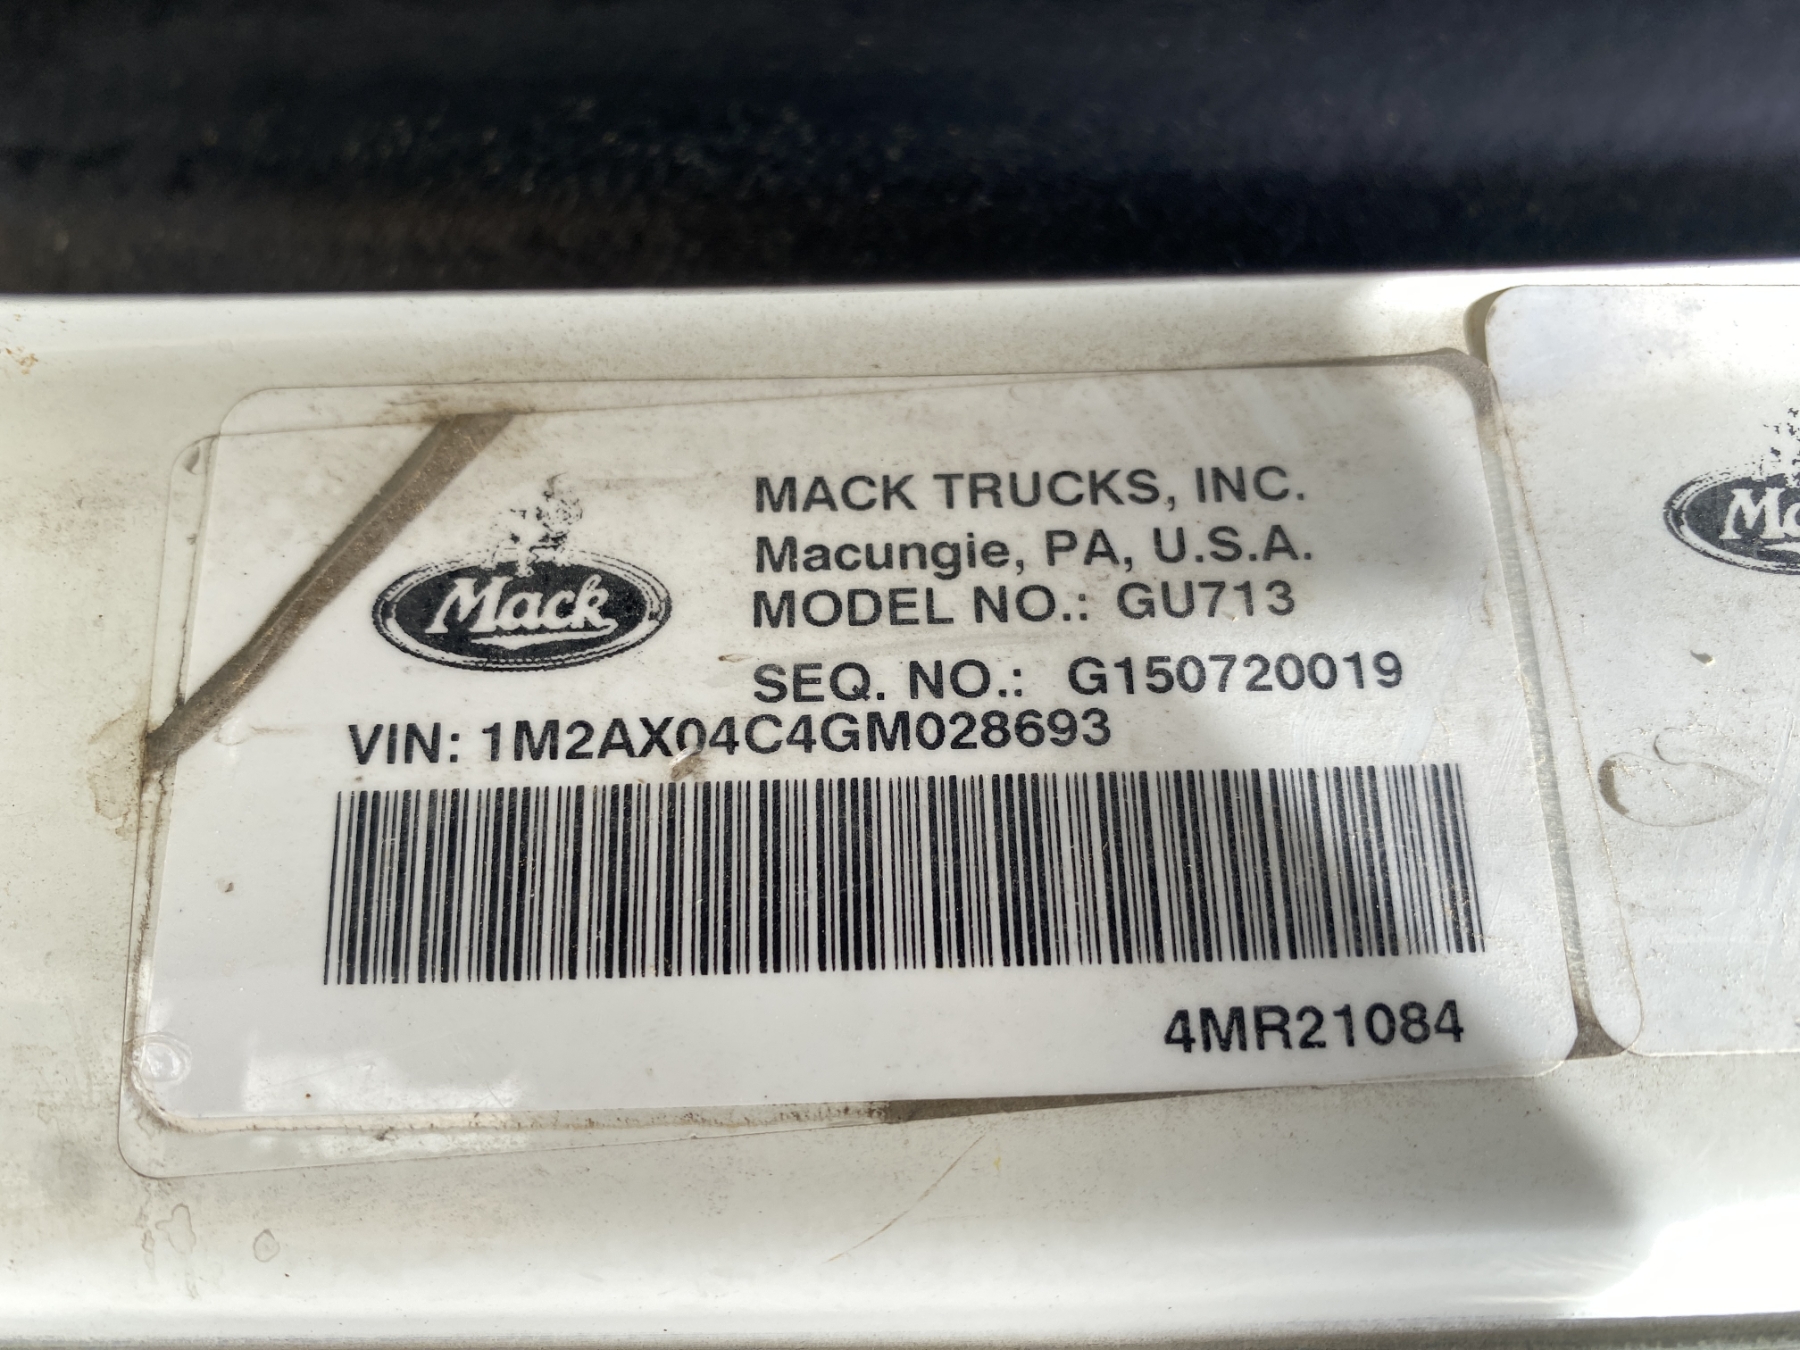 MACK TRUCKS, INC.
Macungie, PA, U.S.A.
Mack
MODEL NO.: GU713
SEQ. NO.: G150720019
VIN: 1M2AX04C4GM028693
4MR21084